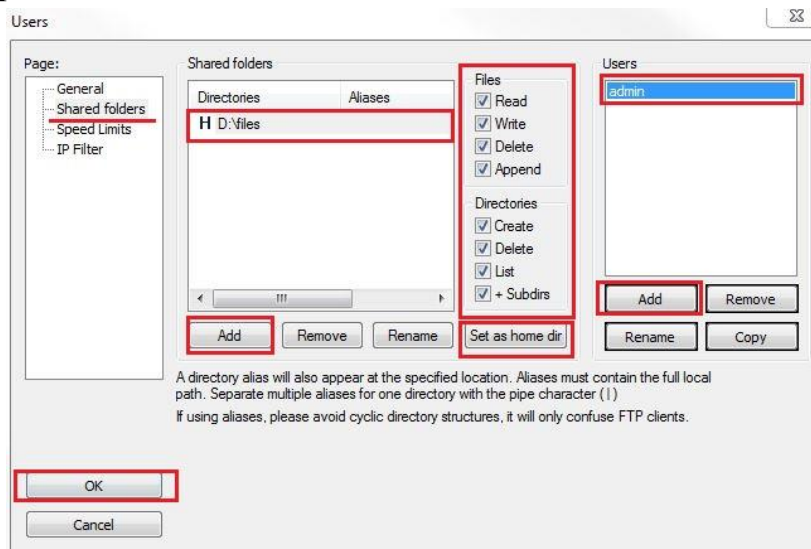 Users
Page:
General
Shared folders
Speed Limits
IP Filter
Shared folders
Directories Aliases
H D:\files
Add Remove Rename
Files
Read
Write
Delete
Append
Directories
Create
Delete
List
+ Subdirs
Set as home dir
Users
admin
Add Remove
Rename Copy
A directory alias will also appear at the specified location. Aliases must contain the full local
path. Separate multiple aliases for one directory with the pipe character (|)
If using aliases, please avoid cyclic directory structures, it will only confuse FTP clients.
OK
Cancel